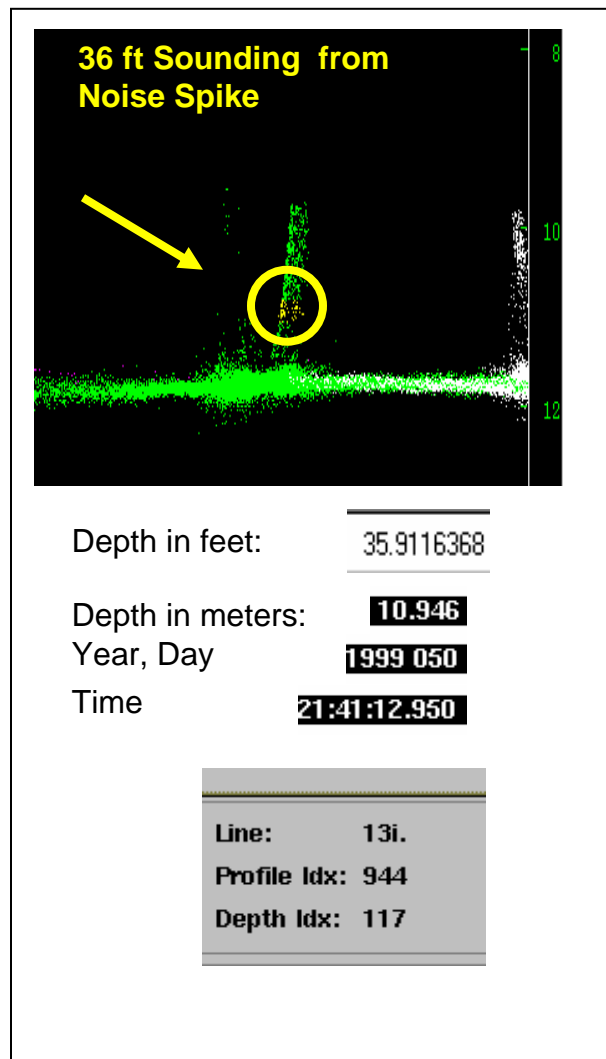 36 ft Sounding from
Noise Spike
8
10
12
Depth in feet: 35.9116368
Depth in meters: 10.946
Year, Day 1999 050
Time 21:41:12.950
Line: 13i.
Profile Idx: 944
Depth Idx: 117